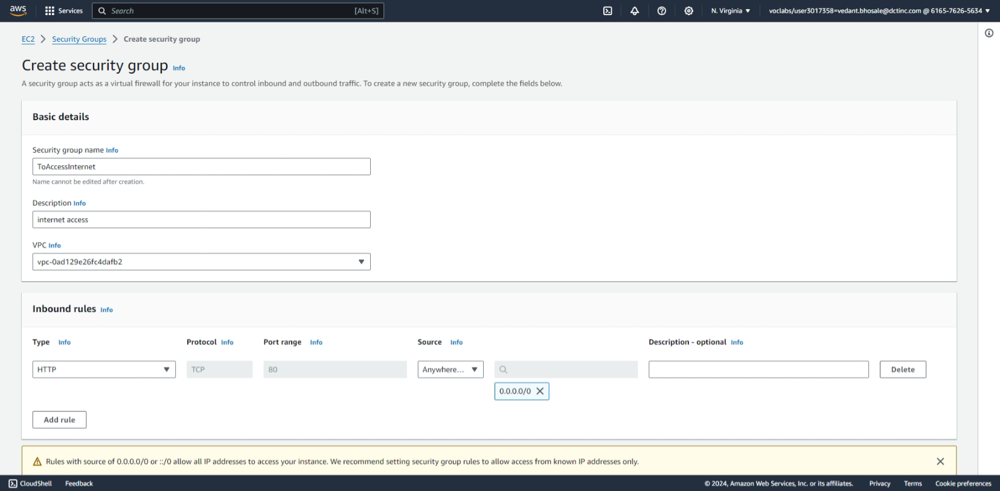 aws Services Search [Alt+S] N. Virginia voclabs/user3017358=vedant.bhosale@dctinc.com @ 6165-7626-5634
EC2 Security Groups Create security group
Create security group Info
A security group acts as a virtual firewall for your instance to control inbound and outbound traffic. To create a new security group, complete the fields below.
Basic details
Security group name Info
ToAccessInternet
Name cannot be edited after creation.
Description Info
internet access
VPC Info
vpc-0ad129e26fc4dafb2
Inbound rules Info
Type Info Protocol Info Port range Info Source Info Description - optional Info
HTTP TCP 80 Anywhere... Delete
0.0.0.0/0
Add rule
Rules with source of 0.0.0.0/0 or ::/0 allow all IP addresses to access your instance. We recommend setting security group rules to allow access from known IP addresses only.
CloudShell Feedback © 2024, Amazon Web Services, Inc. or its affiliates. Privacy Terms Cookie preferences